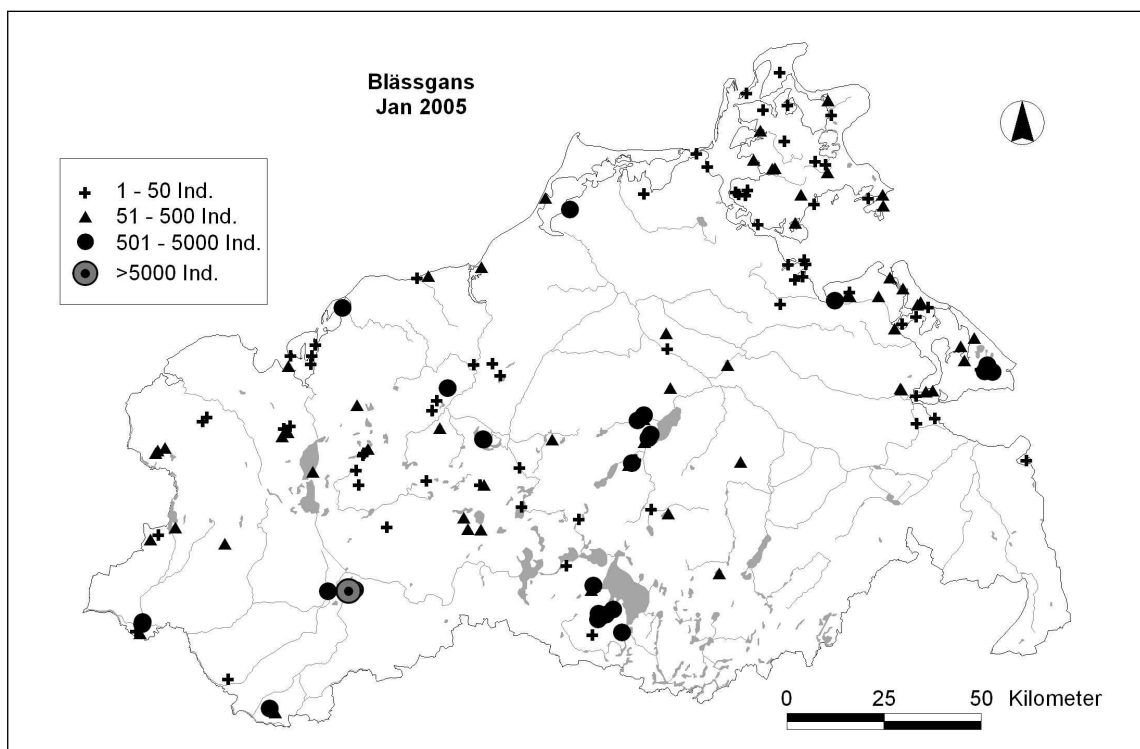 Blässgans
Jan 2005
1 - 50 Ind.
51 - 500 Ind.
501 - 5000 Ind.
>5000 Ind.
0 25 50 Kilometer